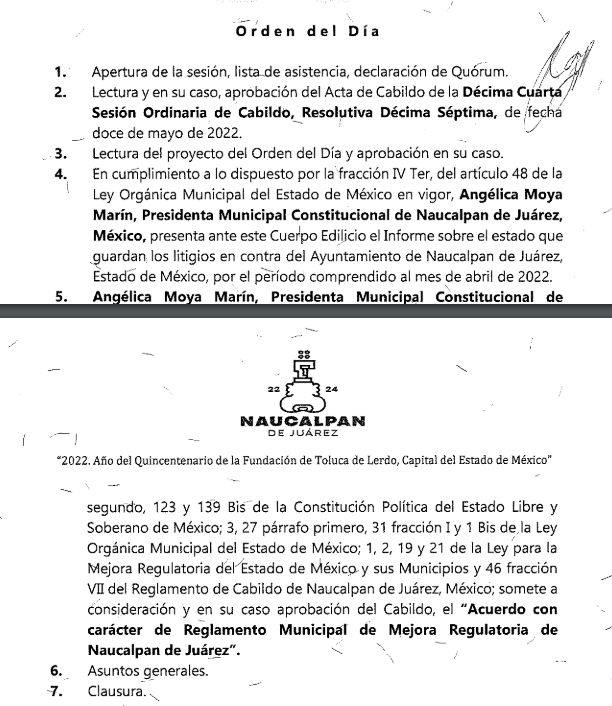 Orden del Día
1. Apertura de la sesión, lista de asistencia, declaración de Quórum.
2. Lectura y en su caso, aprobación del Acta de Cabildo de la Décima Cuarta
Sesión Ordinaria de Cabildo, Resolutiva Décima Séptima, de fecha
doce de mayo de 2022.
3. Lectura del proyecto del Orden del Día y aprobación en su caso.
4. En cumplimiento a lo dispuesto por la fracción IV Ter, del artículo 48 de la
Ley Orgánica Municipal del Estado de México en vigor, Angélica Moya
Marín, Presidenta Municipal Constitucional de Naucalpan de Juárez,
México, presenta ante este Cuerpo Edilicio el Informe sobre el estado que
guardan los litigios en contra del Ayuntamiento de Naucalpan de Juárez,
Estado de México, por el período comprendido al mes de abril de 2022.
5. Angélica Moya Marín, Presidenta Municipal Constitucional de
22 24
NAUCALPAN
DE JUÁREZ
"2022. Año del Quincentenario de la Fundación de Toluca de Lerdo, Capital del Estado de México"
segundo, 123 y 139 Bis de la Constitución Política del Estado Libre y
Soberano de México; 3, 27 párrafo primero, 31 fracción I y 1 Bis de la Ley
Orgánica Municipal del Estado de México; 1, 2, 19 y 21 de la Ley para la
Mejora Regulatoria del Estado de México y sus Municipios y 46 fracción
VII del Reglamento de Cabildo de Naucalpan de Juárez, México; somete a
consideración y en su caso aprobación del Cabildo, el "Acuerdo con
carácter de Reglamento Municipal de Mejora Regulatoria de
Naucalpan de Juárez".
6. Asuntos generales.
7. Clausura.